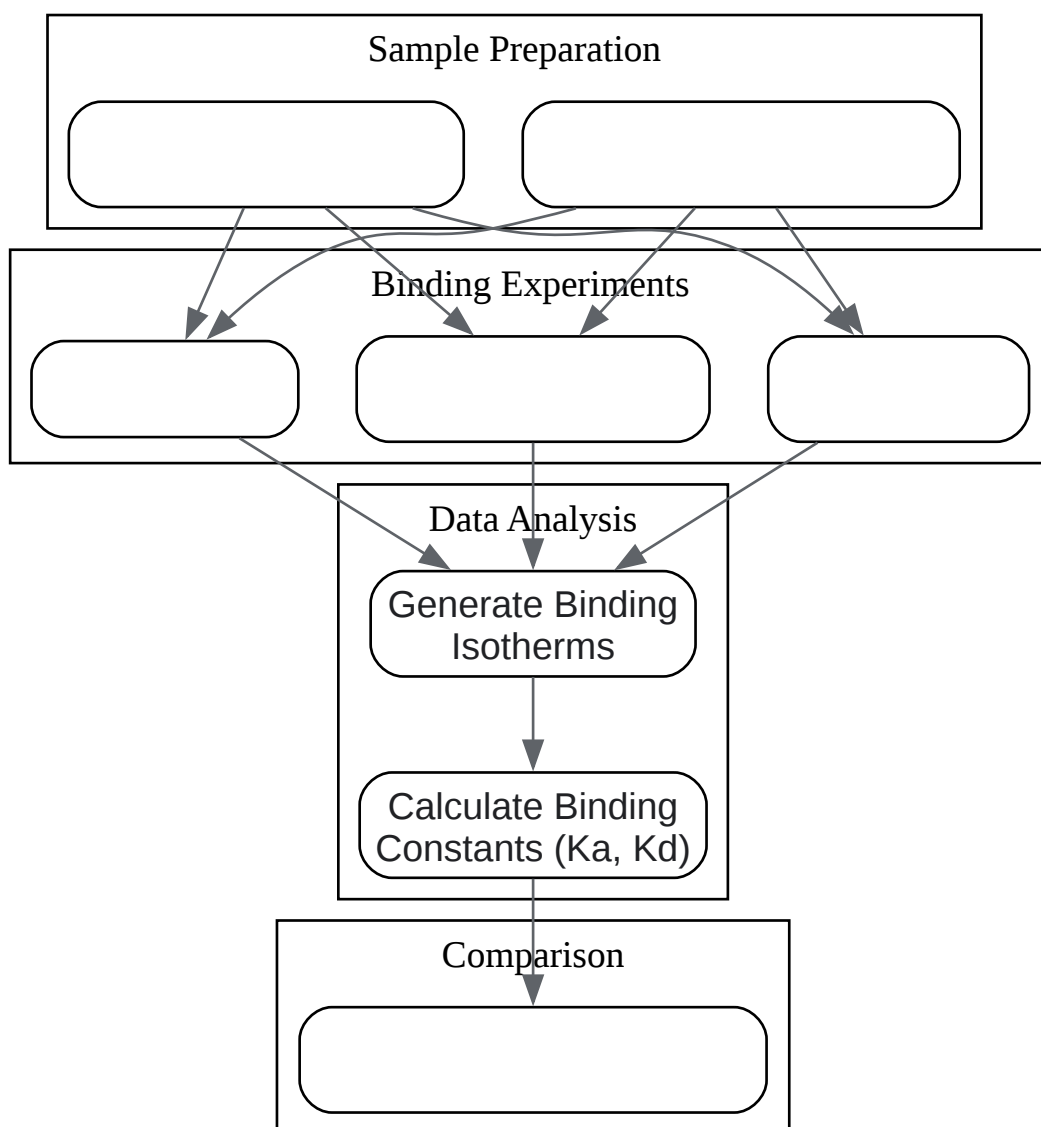 Sample Preparation
Binding Experiments
Data Analysis
Generate Binding
Isotherms
Calculate Binding
Constants (Ka, Kd)
Comparison